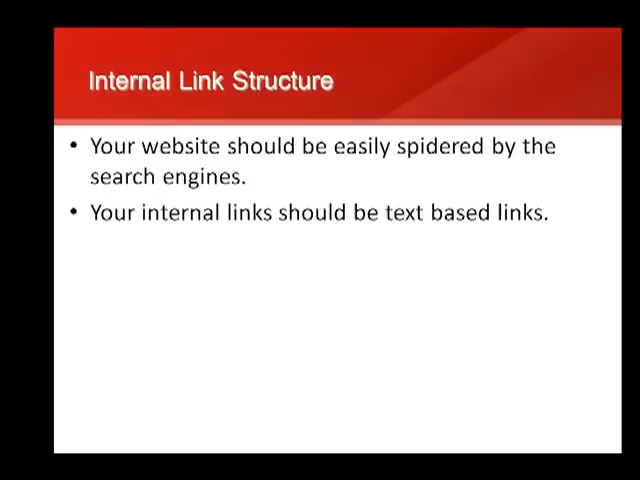 Internal Link Structure
• Your website should be easily spidered by the
search engines.
• Your internal links should be text based links.